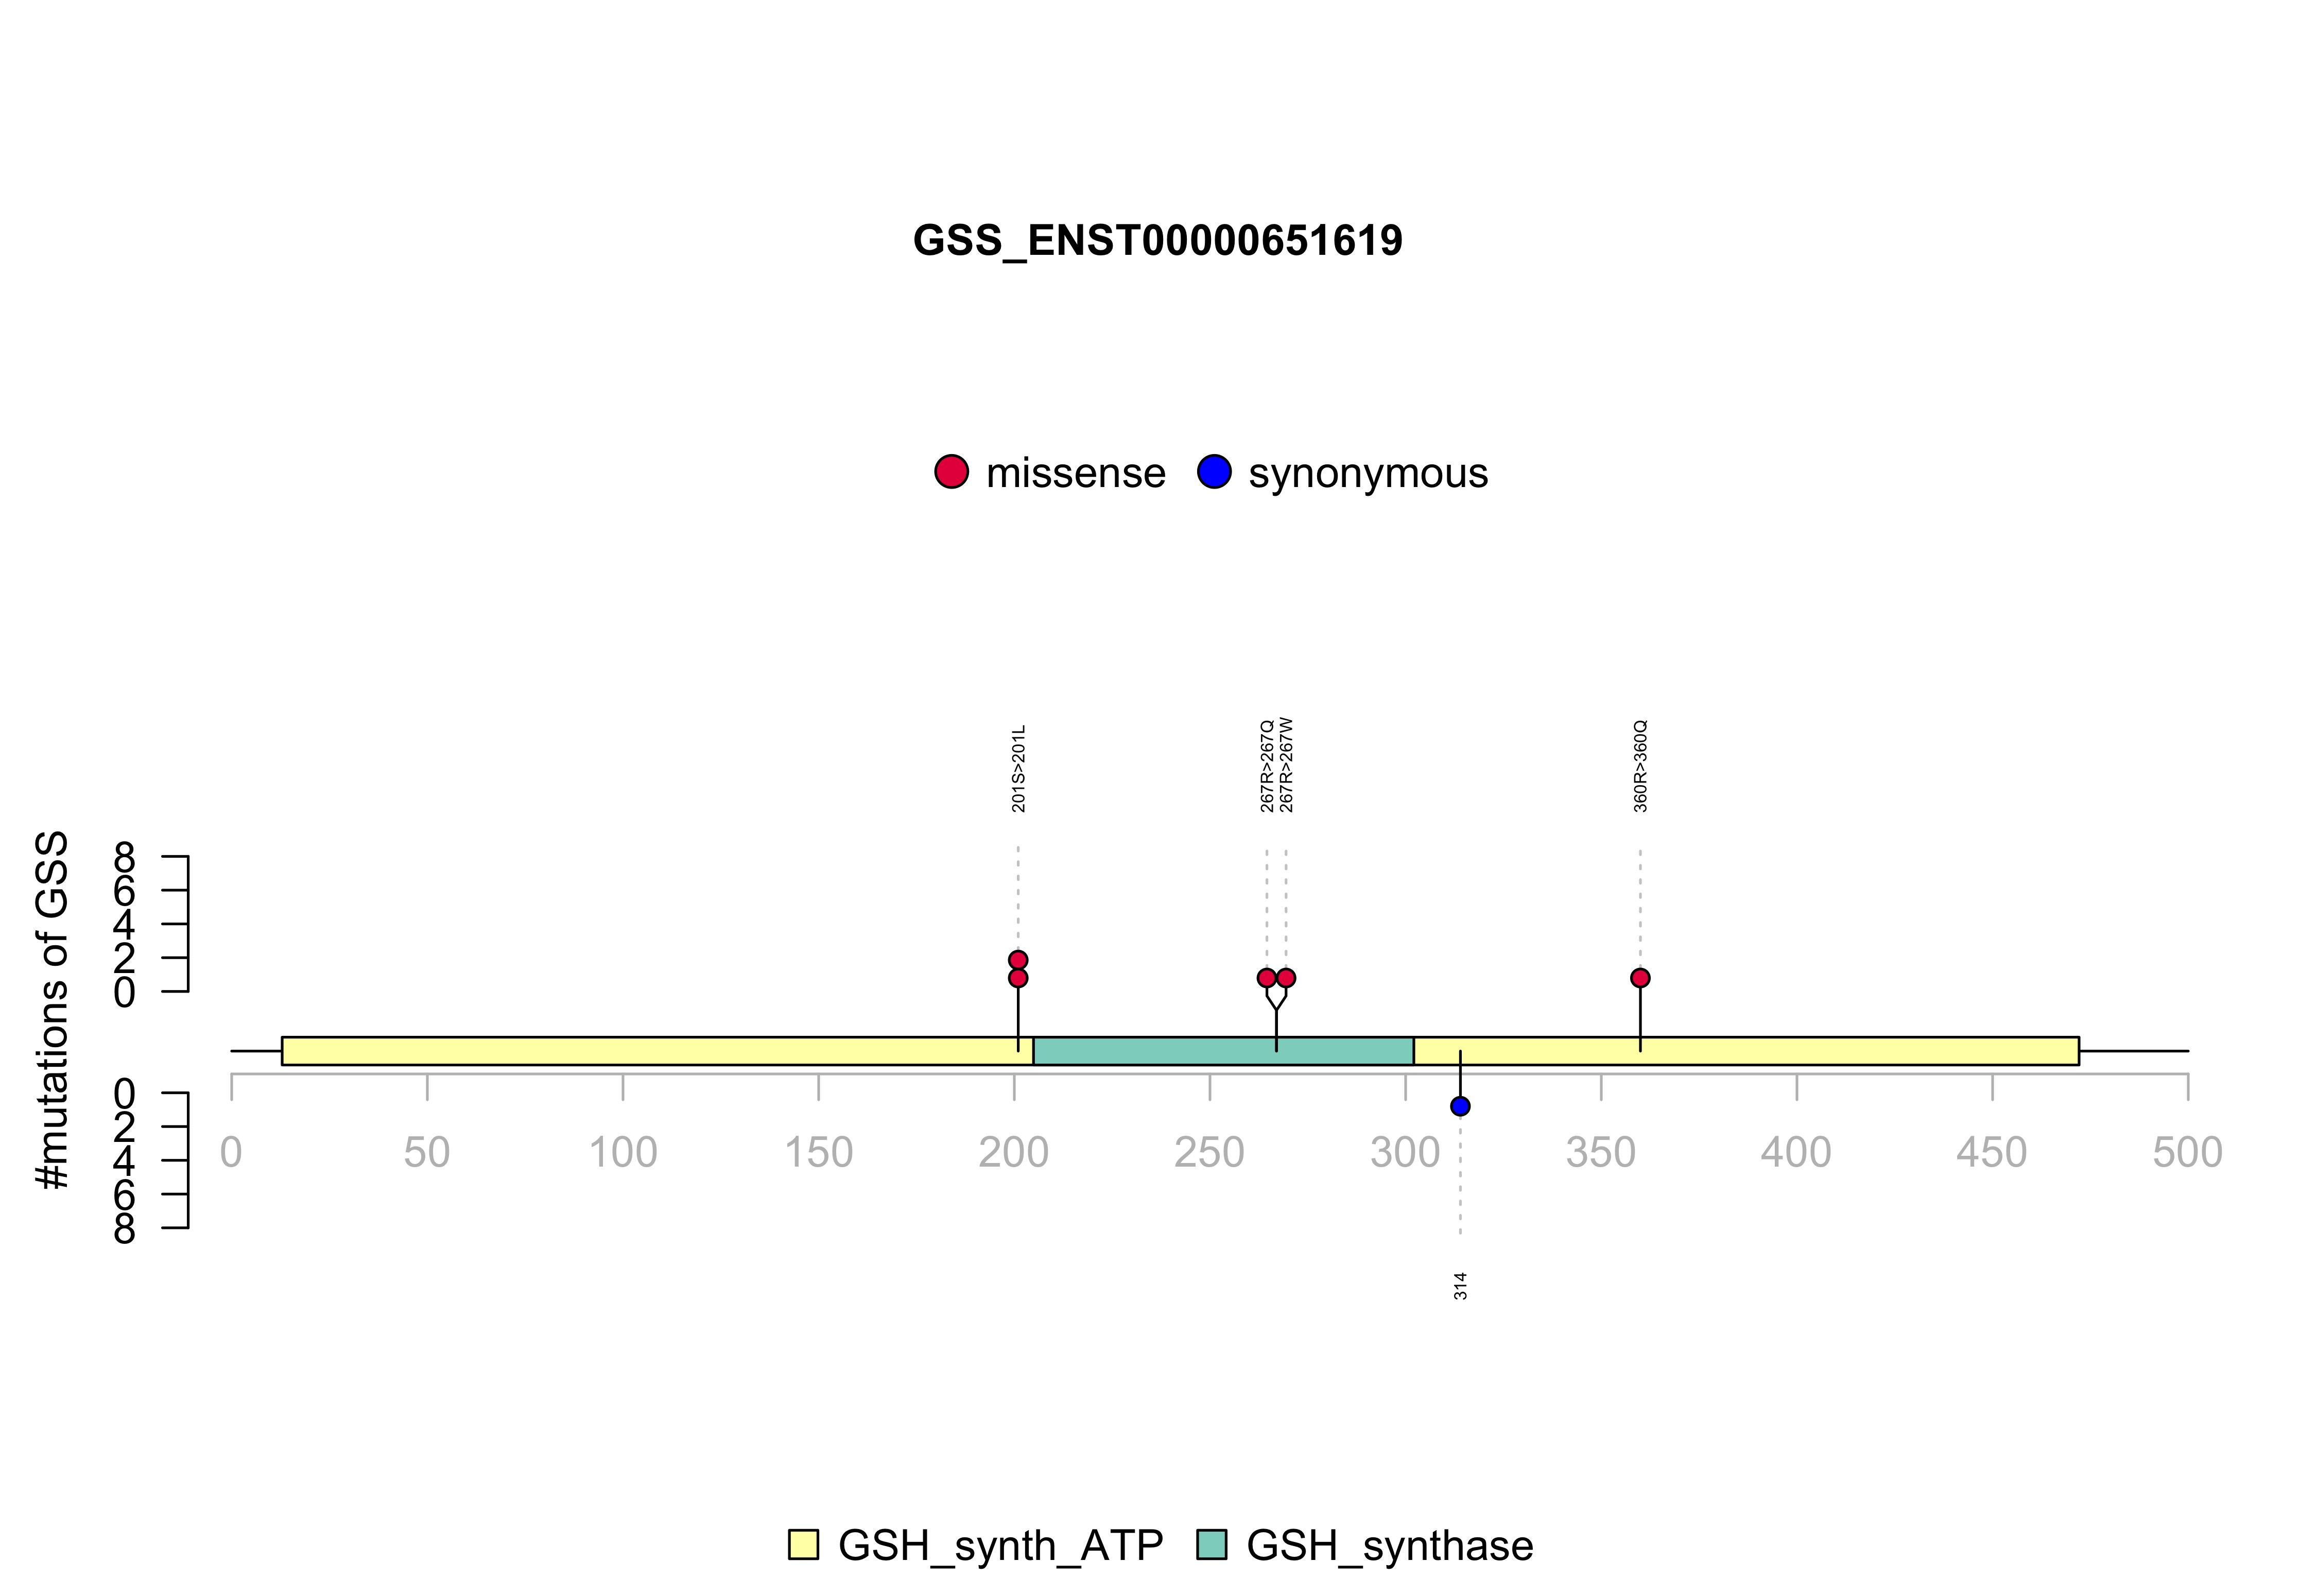 GSS_ENST00000651619
missense synonymous
201S>201L
267R>267Q
267R>267W
360R>360Q
#mutations of GSS
8
6
4
2
0
0
2
4
6
8
0 50 100 150 200 250 300 350 400 450 500
314
GSH_synth_ATP GSH_synthase